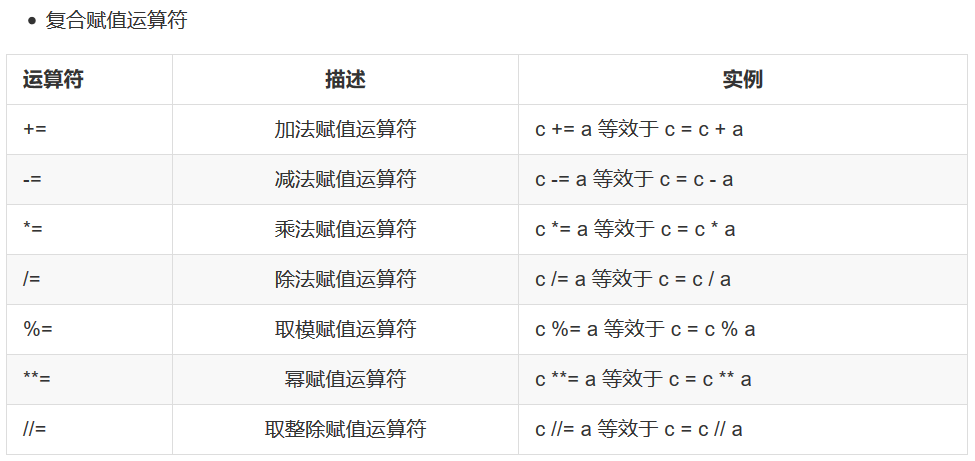 复合赋值运算符
运算符 描述 实例
+= 加法赋值运算符 c += a 等效于 c = c + a
-= 减法赋值运算符 c -= a 等效于 c = c - a
*= 乘法赋值运算符 c *= a 等效于 c = c * a
/= 除法赋值运算符 c /= a 等效于 c = c / a
%= 取模赋值运算符 c %= a 等效于 c = c % a
**= 幂赋值运算符 c **= a 等效于 c = c ** a
//= 取整除赋值运算符 c //= a 等效于 c = c // a